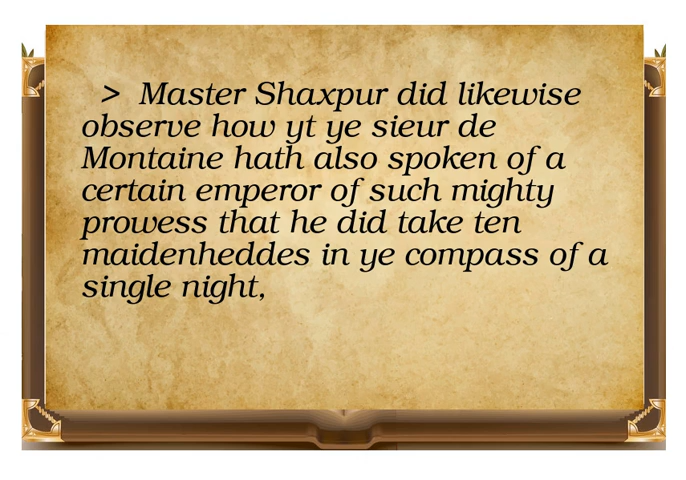 > Master Shaxpur did likewise
observe how yt ye sieur de
Montaine hath also spoken of a
certain emperor of such mighty
prowess that he did take ten
maidenheddes in ye compass of a
single night,